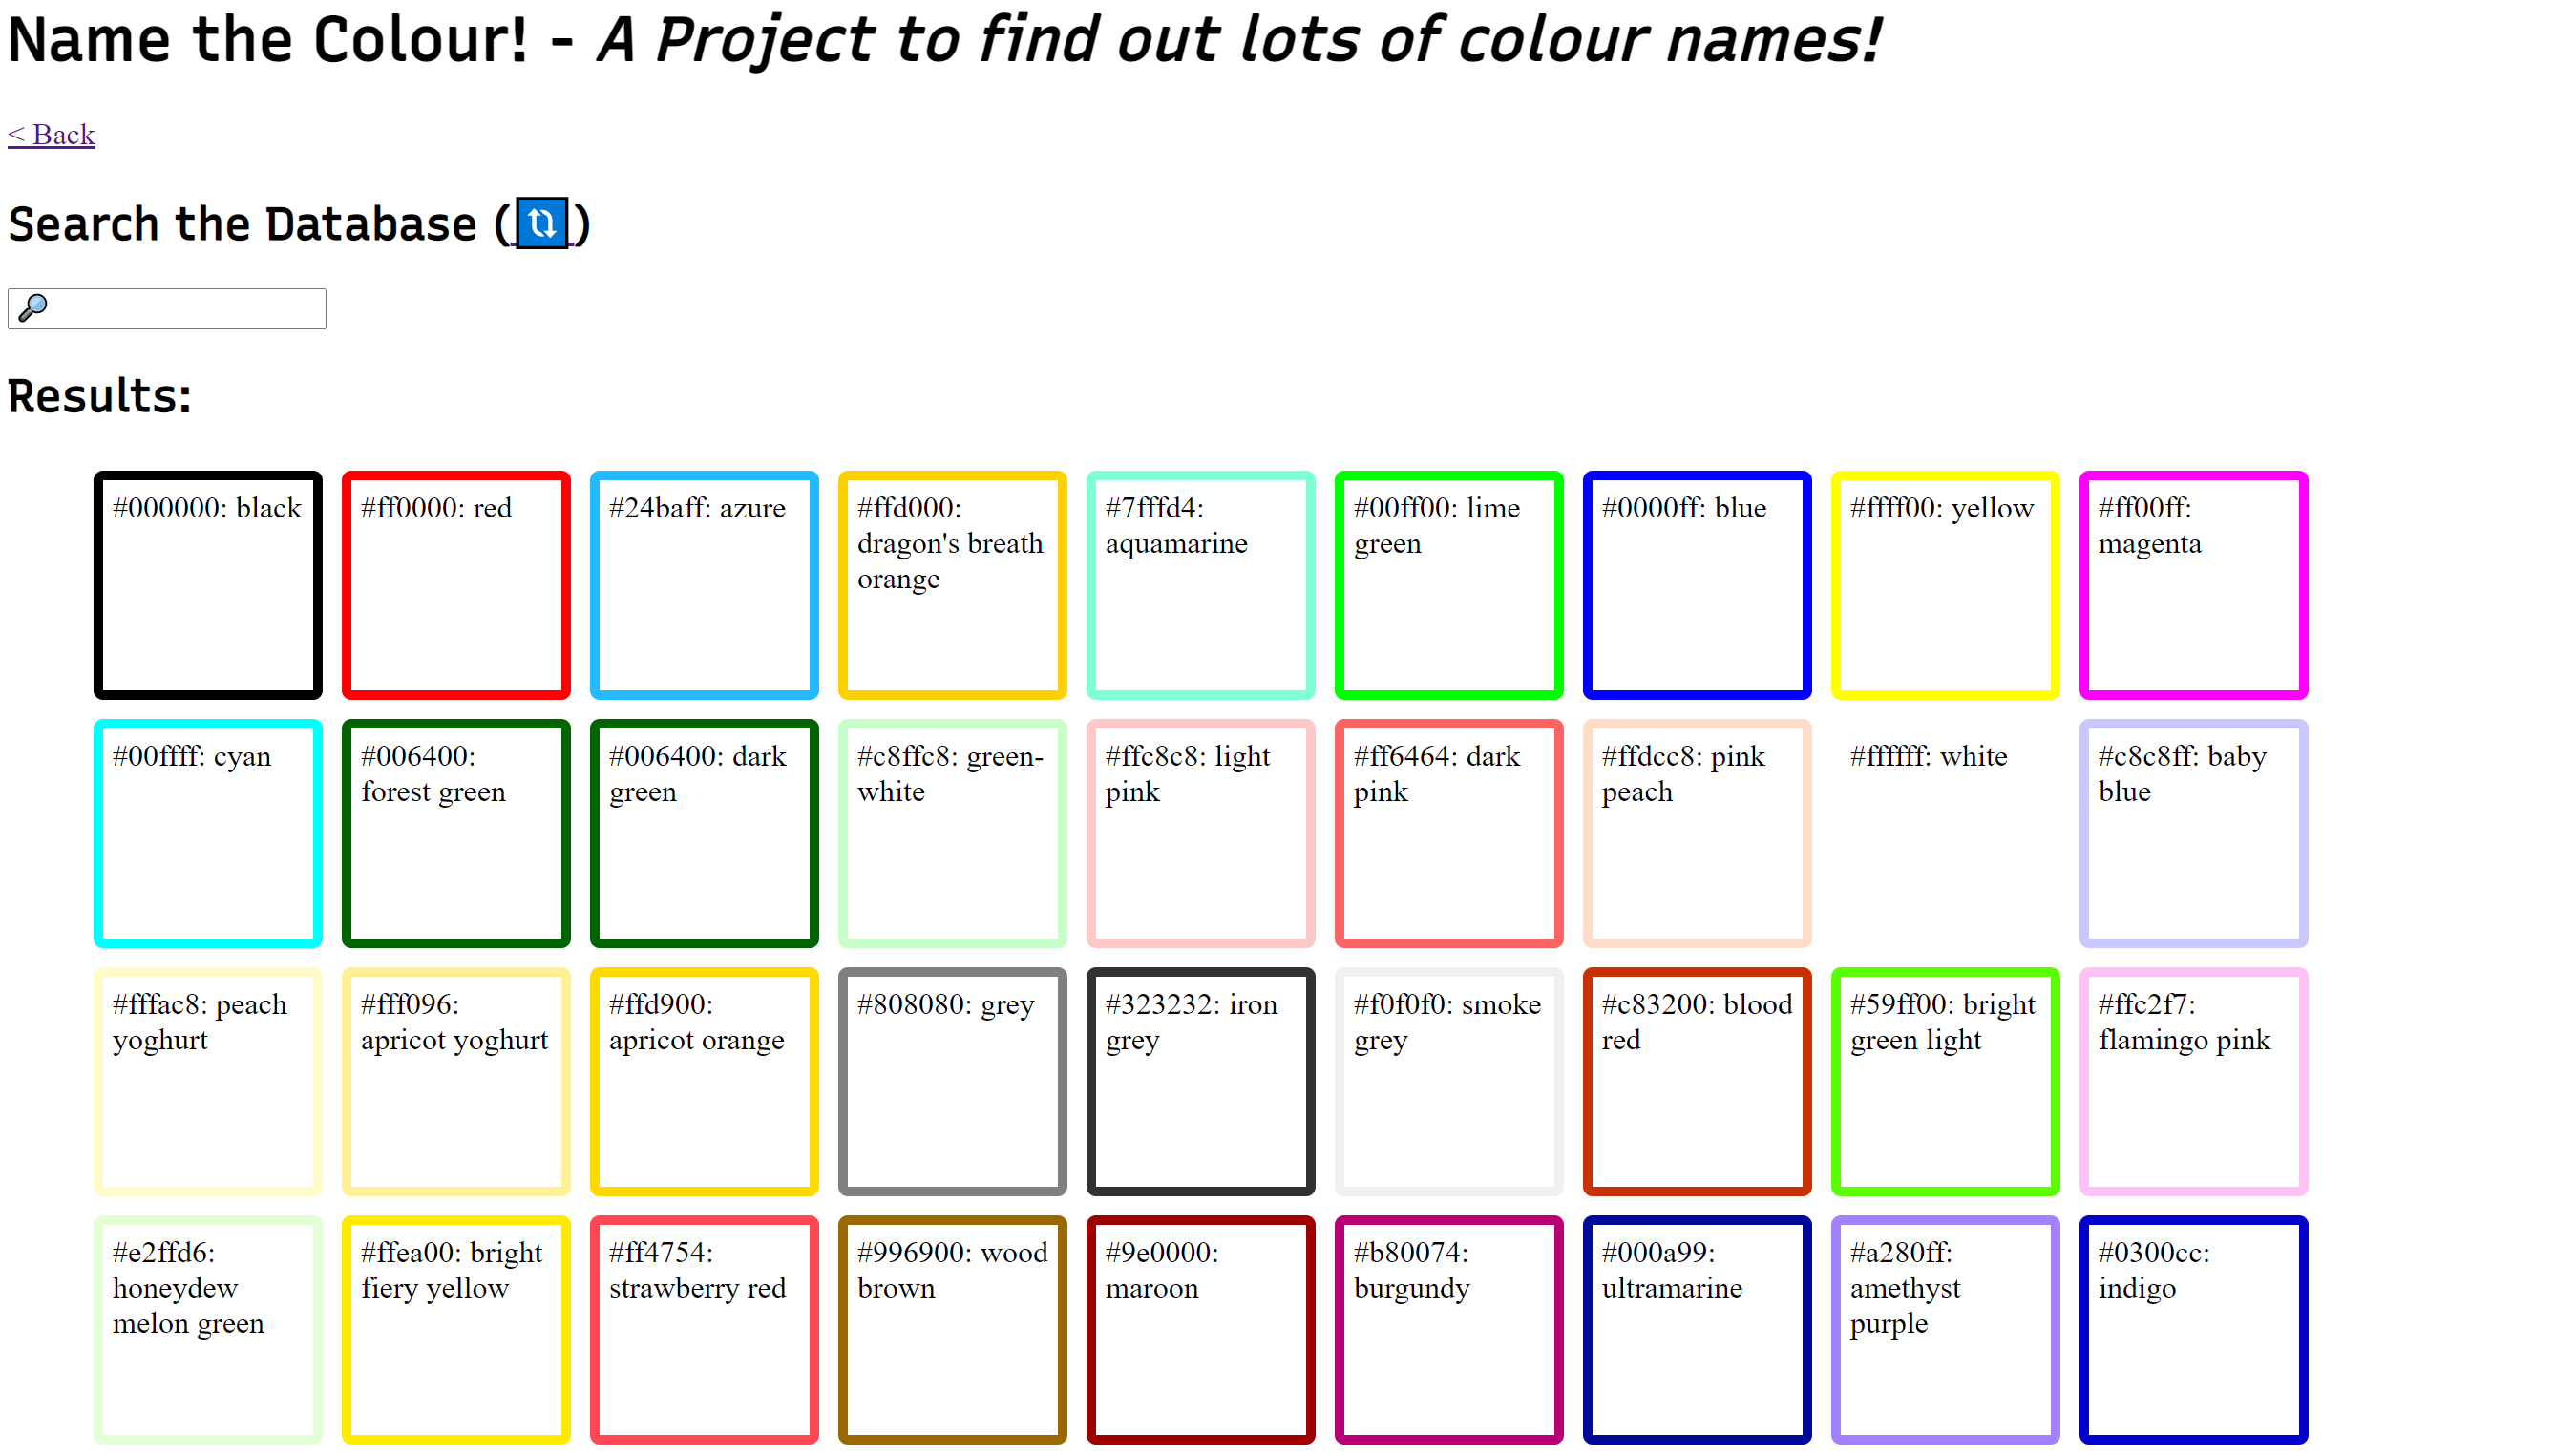 Name the Colour! - A Project to find out lots of colour names!
< Back
Search the Database (🔃)
🔎
Results:
#000000: black
#ff0000: red
#24baff: azure
#ffd000:
dragon's breath
orange
#7fffd4:
aquamarine
#00ff00: lime
green
#0000ff: blue
#ffff00: yellow
#ff00ff:
magenta
#00ffff: cyan
#006400:
forest green
#006400: dark
green
#c8ffc8: green-
white
#ffc8c8: light
pink
#ff6464: dark
pink
#ffdcc8: pink
peach
#ffffff: white
#c8c8ff: baby
blue
#fffac8: peach
yoghurt
#fff096:
apricot yoghurt
#ffd900:
apricot orange
#808080: grey
#323232: iron
grey
#f0f0f0: smoke
grey
#c83200: blood
red
#59ff00: bright
green light
#ffc2f7:
flamingo pink
#e2ffd6:
honeydew
melon green
#ffea00: bright
fiery yellow
#ff4754:
strawberry red
#996900: wood
brown
#9e0000:
maroon
#b80074:
burgundy
#000a99:
ultramarine
#a280ff:
amethyst
purple
#0300cc:
indigo